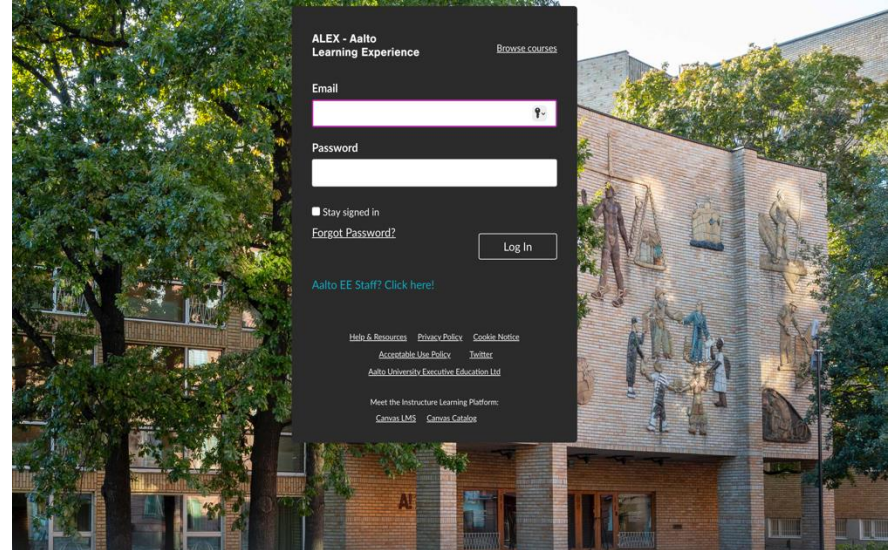 ALEX - Aalto
Learning Experience
Browse courses
Email
Password
Stay signed in
Forgot Password?
Log In
Aalto EE Staff? Click here!
Help & Resources Privacy Policy Cookie Notice
Acceptable Use Policy Twitter
Aalto University Executive Education Ltd
Meet the Instructure Learning Platform:
Canvas LMS Canvas Catalog
A!